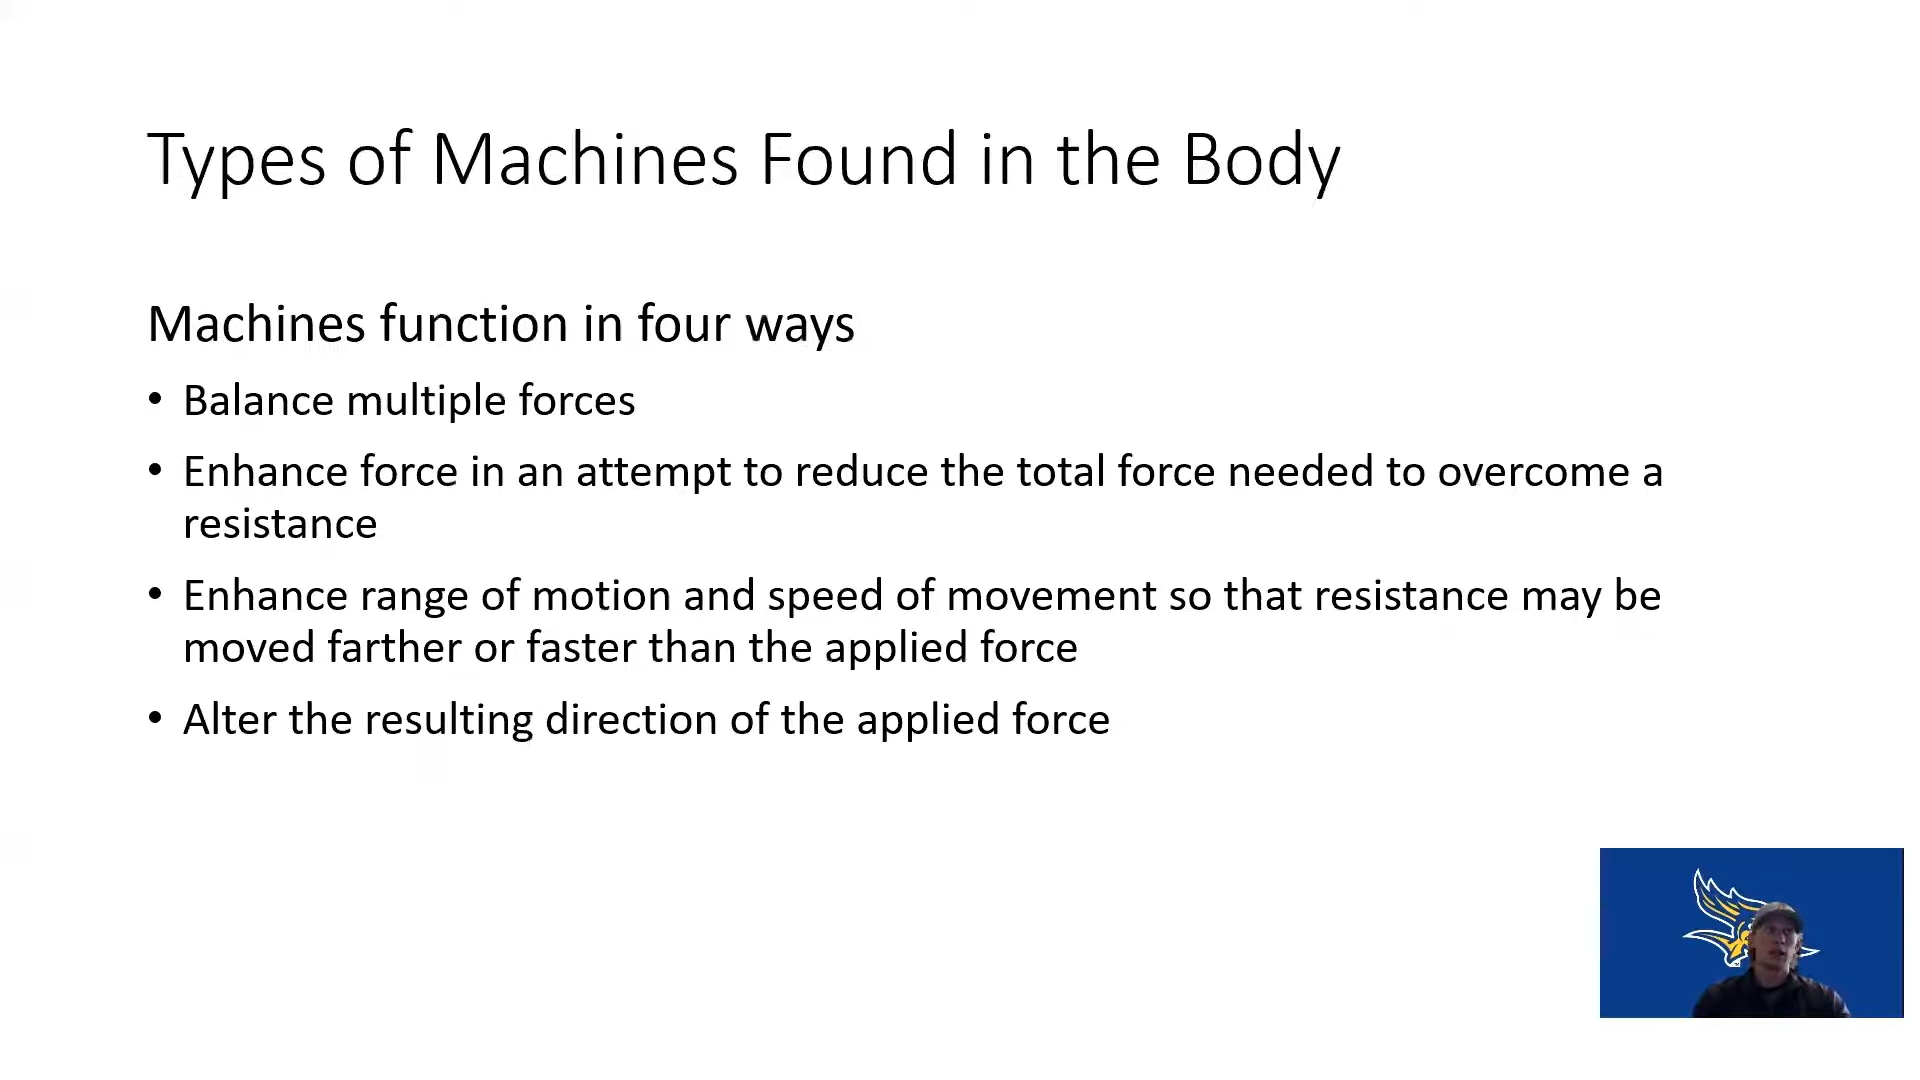 Types of Machines Found in the Body
Machines function in four ways
• Balance multiple forces
• Enhance force in an attempt to reduce the total force needed to overcome a
resistance
• Enhance range of motion and speed of movement so that resistance may be
moved farther or faster than the applied force
• Alter the resulting direction of the applied force